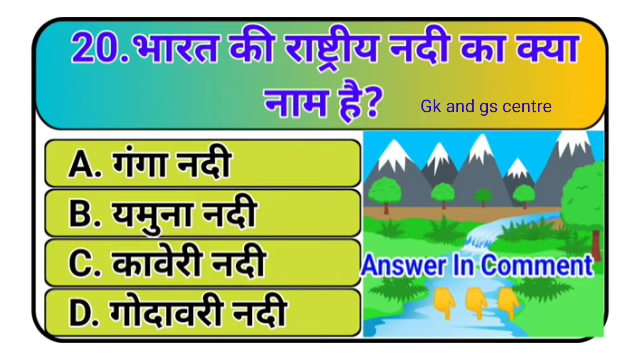 20.भारत की राष्ट्रीय नदी का क्या
नाम है?
Gk and gs centre
A. गंगा नदी
B. यमुना नदी
C. कावेरी नदी
D. गोदावरी नदी
Answer In Comment